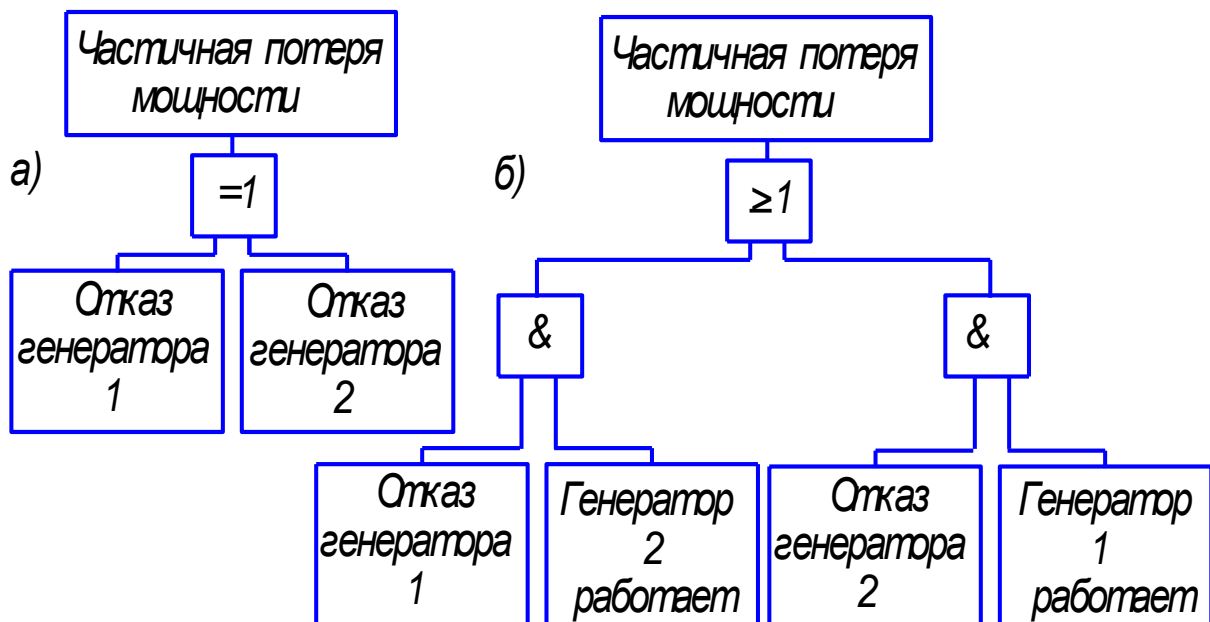 Частичная потеря
мощности
а)
=1
Отказ
генератора
1
Отказ
генератора
2
Частичная потеря
мощности
б)
≥1
&
&
Отказ
генератора
1
Генератор
2
работает
Отказ
генератора
2
Генератор
1
работает